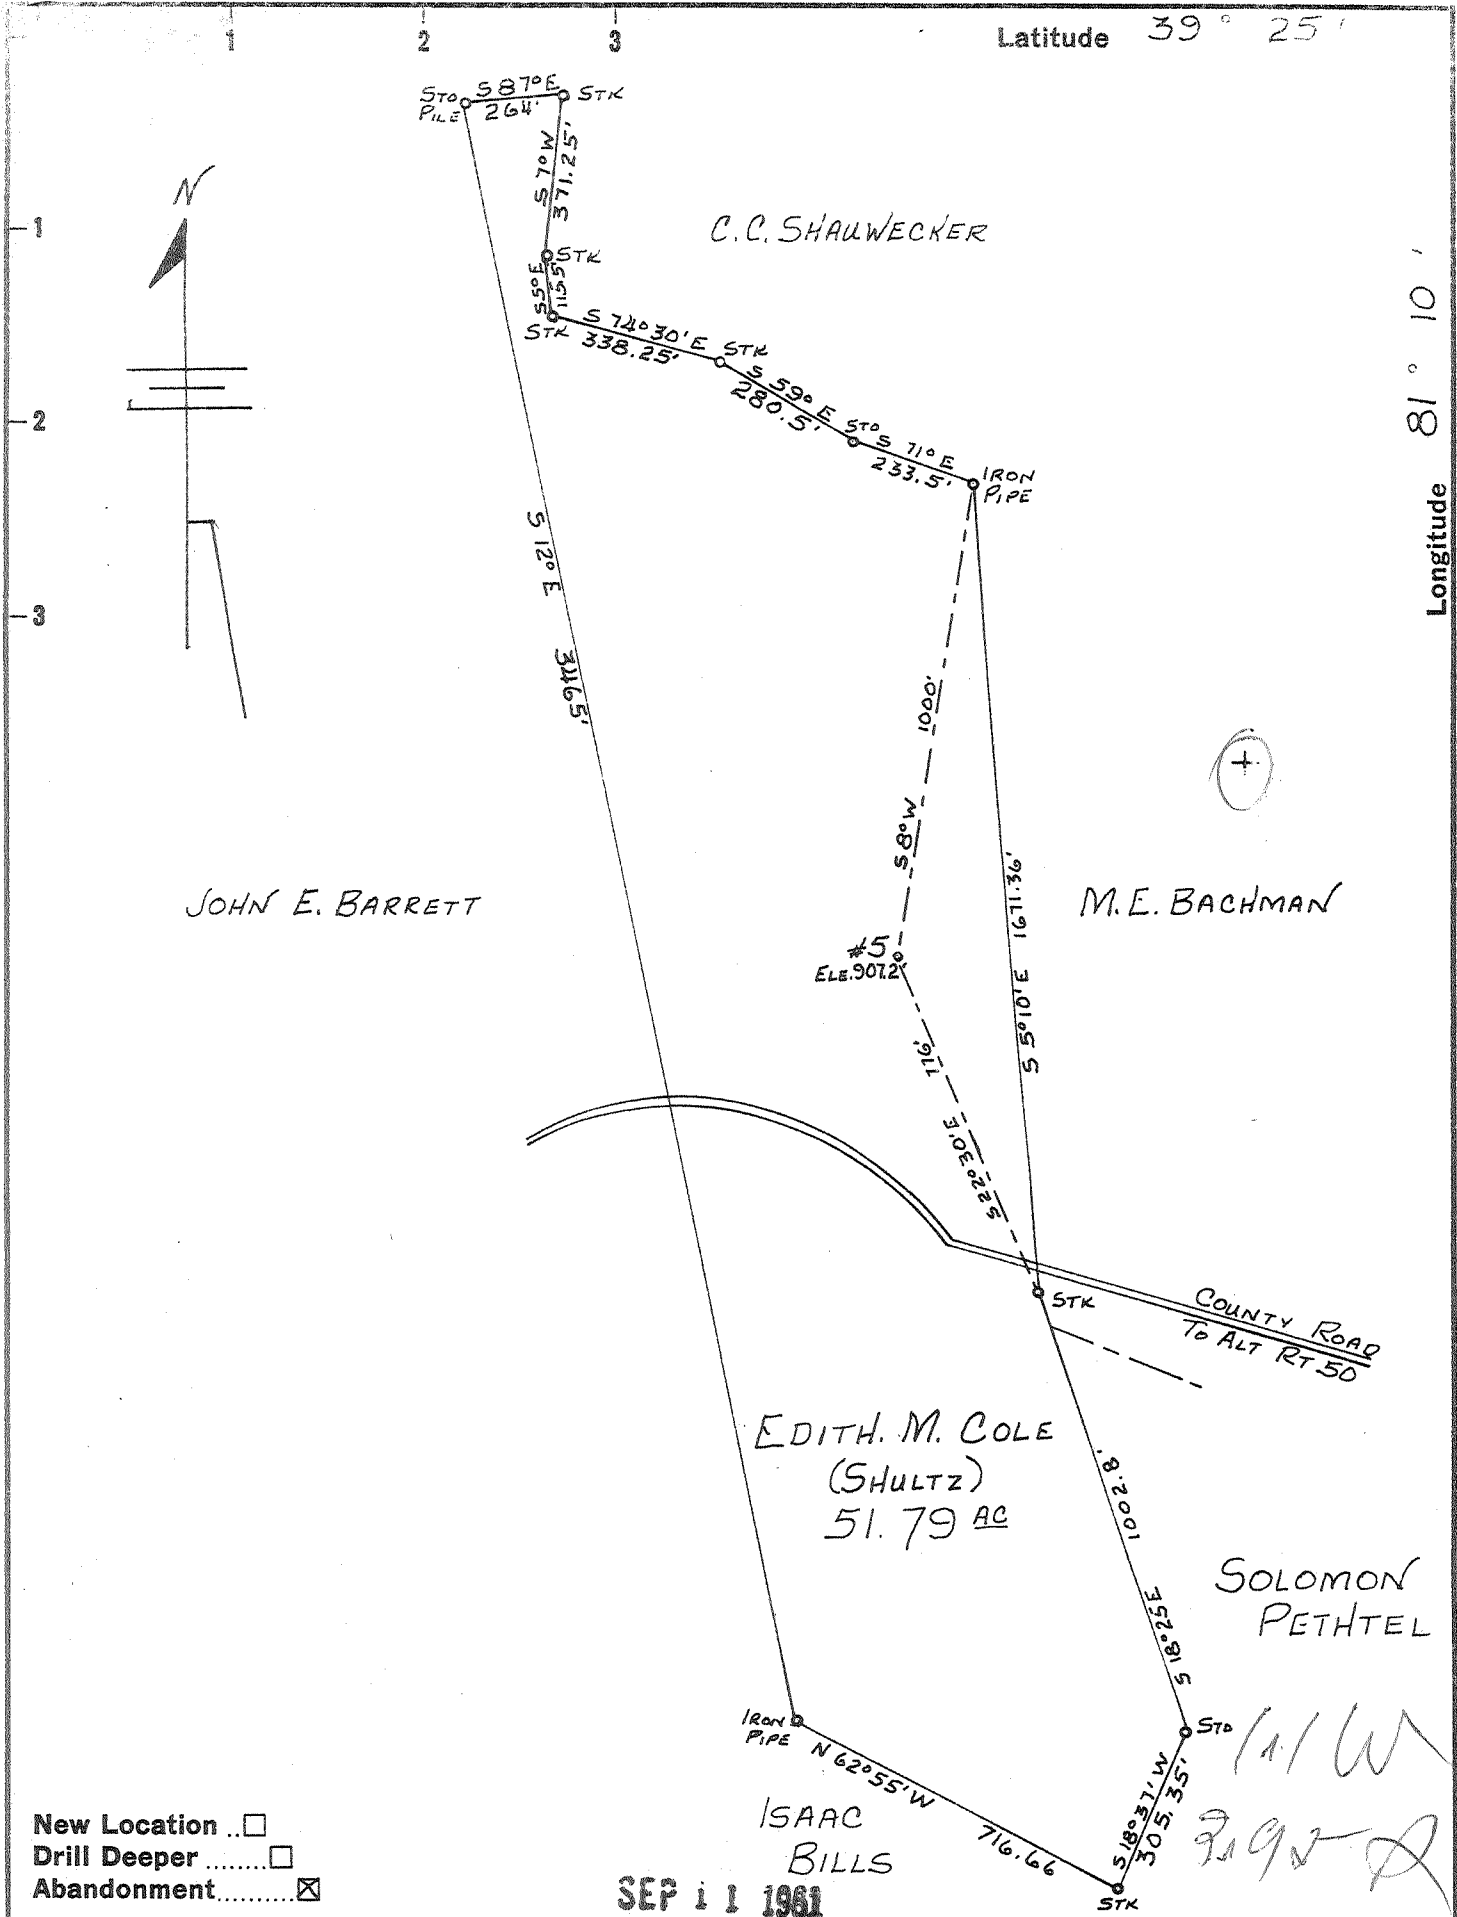 1
2
3
Latitude 39° 25'
STO
PILE
S 87° E
264'
STK
N
1
2
3
S 7° W
371.25'
C.C. SHAUWECKER
STK
S 5° E
115.5'
STK
S 74° 30' E
338.25'
STK
S 59° E
280.5'
STO
S 71° E
233.5'
IRON
PIPE
Longitude 81° 10'
S 12° E 3465'
S 8° W 1000'
+
S 5° 10' E 1671.36'
JOHN E. BARRETT
M.E. BACHMAN
#5
ELE. 907.2'
S 22° 30' E 776'
STK
COUNTY ROAD
TO ALT RT 50
EDITH. M. COLE
(SHULTZ)
51.79 AC
S 18° 25 E 1002.8'
SOLOMON
PETHTEL
IRON
PIPE
STO
N 62° 55' W
716.66
S 18° 37' W
305.35'
STK
ISAAC
BILLS
New Location ..☐
Drill Deeper ........☐
Abandonment.........☒
SEP 11 1961